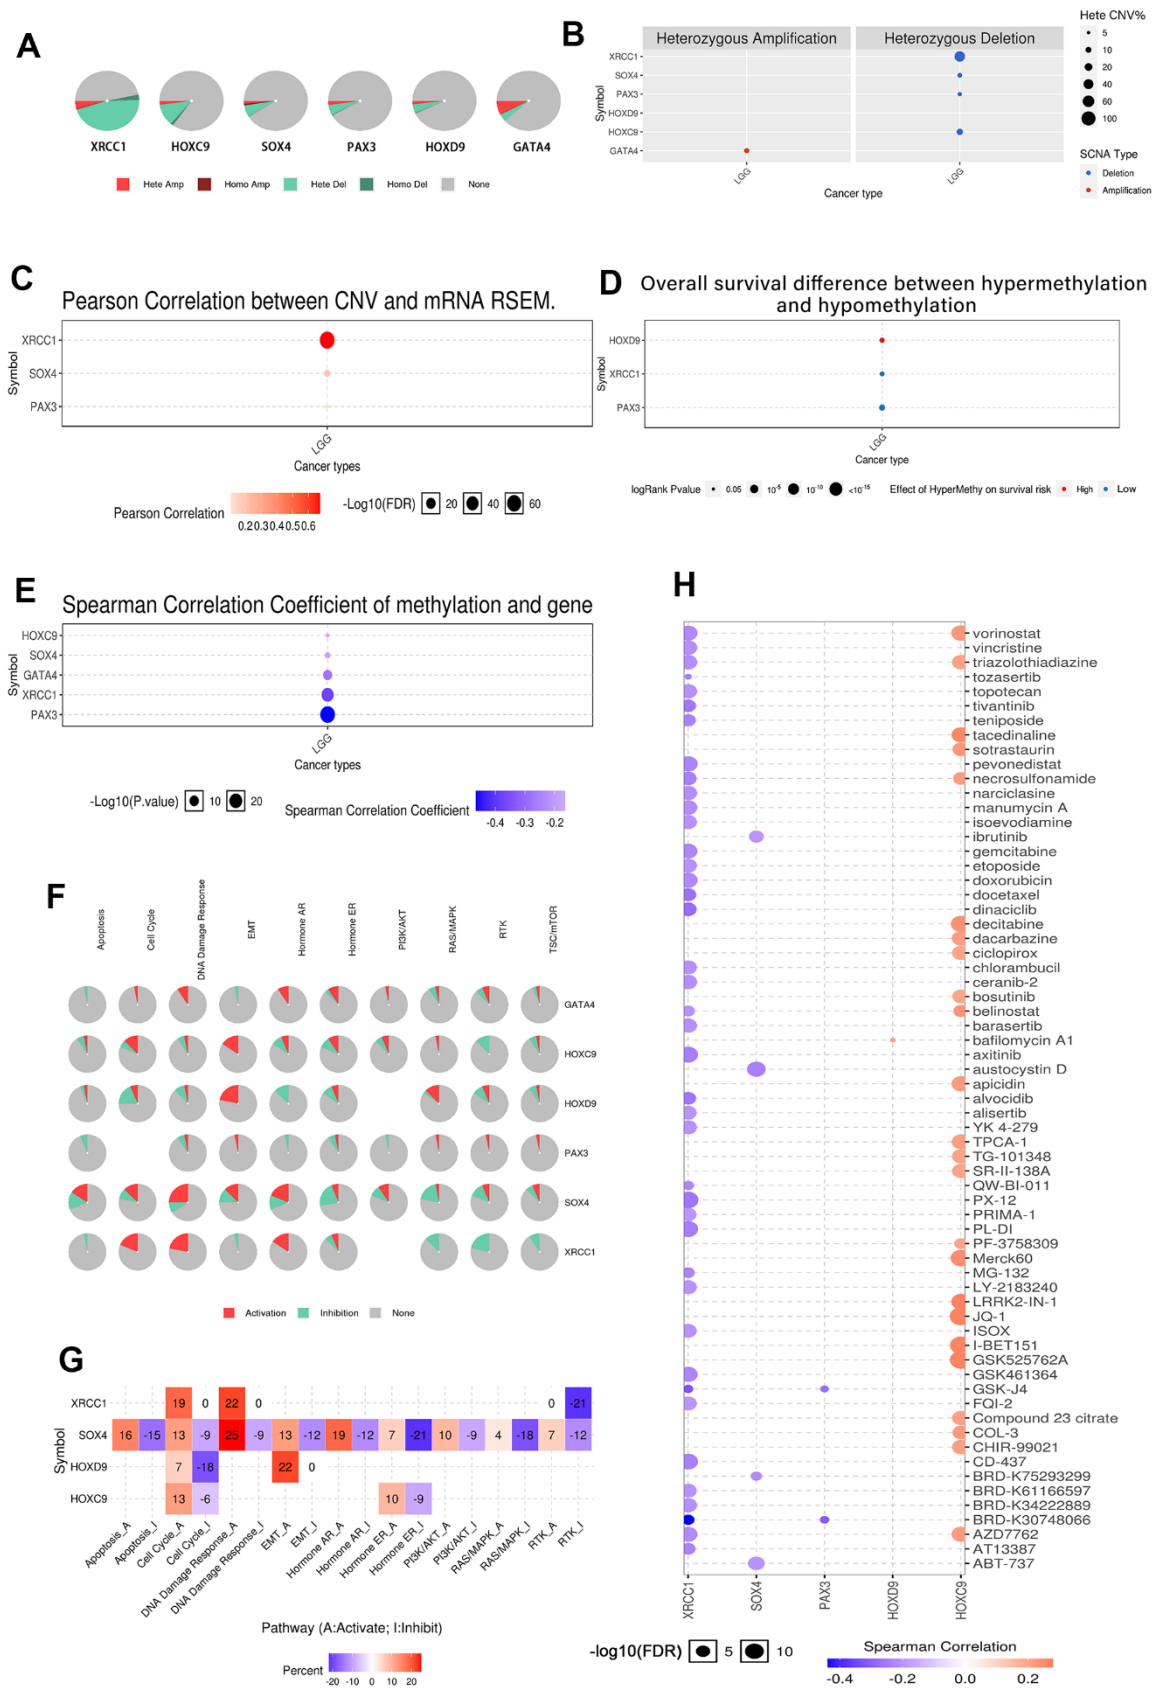 A
XRCC1 HOXC9 SOX4 PAX3 HOXD9 GATA4
Hete Amp Homo Amp Hete Del Homo Del None
B
Heterozygous Amplification Heterozygous Deletion
Symbol
XRCC1
SOX4
PAX3
HOXD9
HOXC9
GATA4
LGG LGG
Cancer type
Hete CNV%
5
10
20
40
60
100
SCNA Type
Deletion
Amplification
C
Pearson Correlation between CNV and mRNA RSEM.
Symbol
XRCC1
SOX4
PAX3
LGG
Cancer types
Pearson Correlation
0.20.30.40.50.6
-Log10(FDR) 20 40 60
D
Overall survival difference between hypermethylation
and hypomethylation
Symbol
HOXD9
XRCC1
PAX3
LGG
Cancer type
logRank Pvalue 0.05 10⁻⁵ 10⁻¹⁰ <10⁻¹⁵ Effect of HyperMethy on survival risk High Low
E
Spearman Correlation Coefficient of methylation and gene
Symbol
HOXC9
SOX4
GATA4
XRCC1
PAX3
LGG
Cancer types
-Log10(P.value) 10 20
Spearman Correlation Coefficient
-0.4 -0.3 -0.2
F
Apoptosis
Cell Cycle
DNA Damage Response
EMT
Hormone AR
Hormone ER
PI3K/AKT
RAS/MAPK
RTK
TSC/mTOR
GATA4
HOXC9
HOXD9
PAX3
SOX4
XRCC1
Activation Inhibition None
G
Symbol
XRCC1 19 0 22 0 0 -21
SOX4 16 -15 13 -9 25 -9 13 -12 19 -12 7 -21 10 -9 4 -18 7 -12
HOXD9 7 -18 22 0
HOXC9 13 -6 10 -9
Apoptosis_A
Apoptosis_I
Cell Cycle_A
Cell Cycle_I
DNA Damage Response_A
DNA Damage Response_I
EMT_A
EMT_I
Hormone AR_A
Hormone AR_I
Hormone ER_A
Hormone ER_I
PI3K/AKT_A
PI3K/AKT_I
RAS/MAPK_A
RAS/MAPK_I
RTK_A
RTK_I
Pathway (A:Activate; I:Inhibit)
Percent
-20 -10 0 10 20
H
vorinostat
vincristine
triazolothiadiazine
tozasertib
topotecan
tivantinib
teniposide
tacedinaline
sotrastaurin
pevonedistat
necrosulfonamide
narciclasine
manumycin A
isoevodiamine
ibrutinib
gemcitabine
etoposide
doxorubicin
docetaxel
dinaciclib
decitabine
dacarbazine
ciclopirox
chlorambucil
ceranib-2
bosutinib
belinostat
barasertib
bafilomycin A1
axitinib
austocystin D
apicidin
alvocidib
alisertib
YK 4-279
TPCA-1
TG-101348
SR-II-138A
QW-BI-011
PX-12
PRIMA-1
PL-DI
PF-3758309
Merck60
MG-132
LY-2183240
LRRK2-IN-1
JQ-1
ISOX
I-BET151
GSK525762A
GSK461364
GSK-J4
FQI-2
Compound 23 citrate
COL-3
CHIR-99021
CD-437
BRD-K75293299
BRD-K61166597
BRD-K34222889
BRD-K30748066
AZD7762
AT13387
ABT-737
XRCC1
SOX4
PAX3
HOXD9
HOXC9
-log10(FDR) 5 10
Spearman Correlation
-0.4 -0.2 0.0 0.2